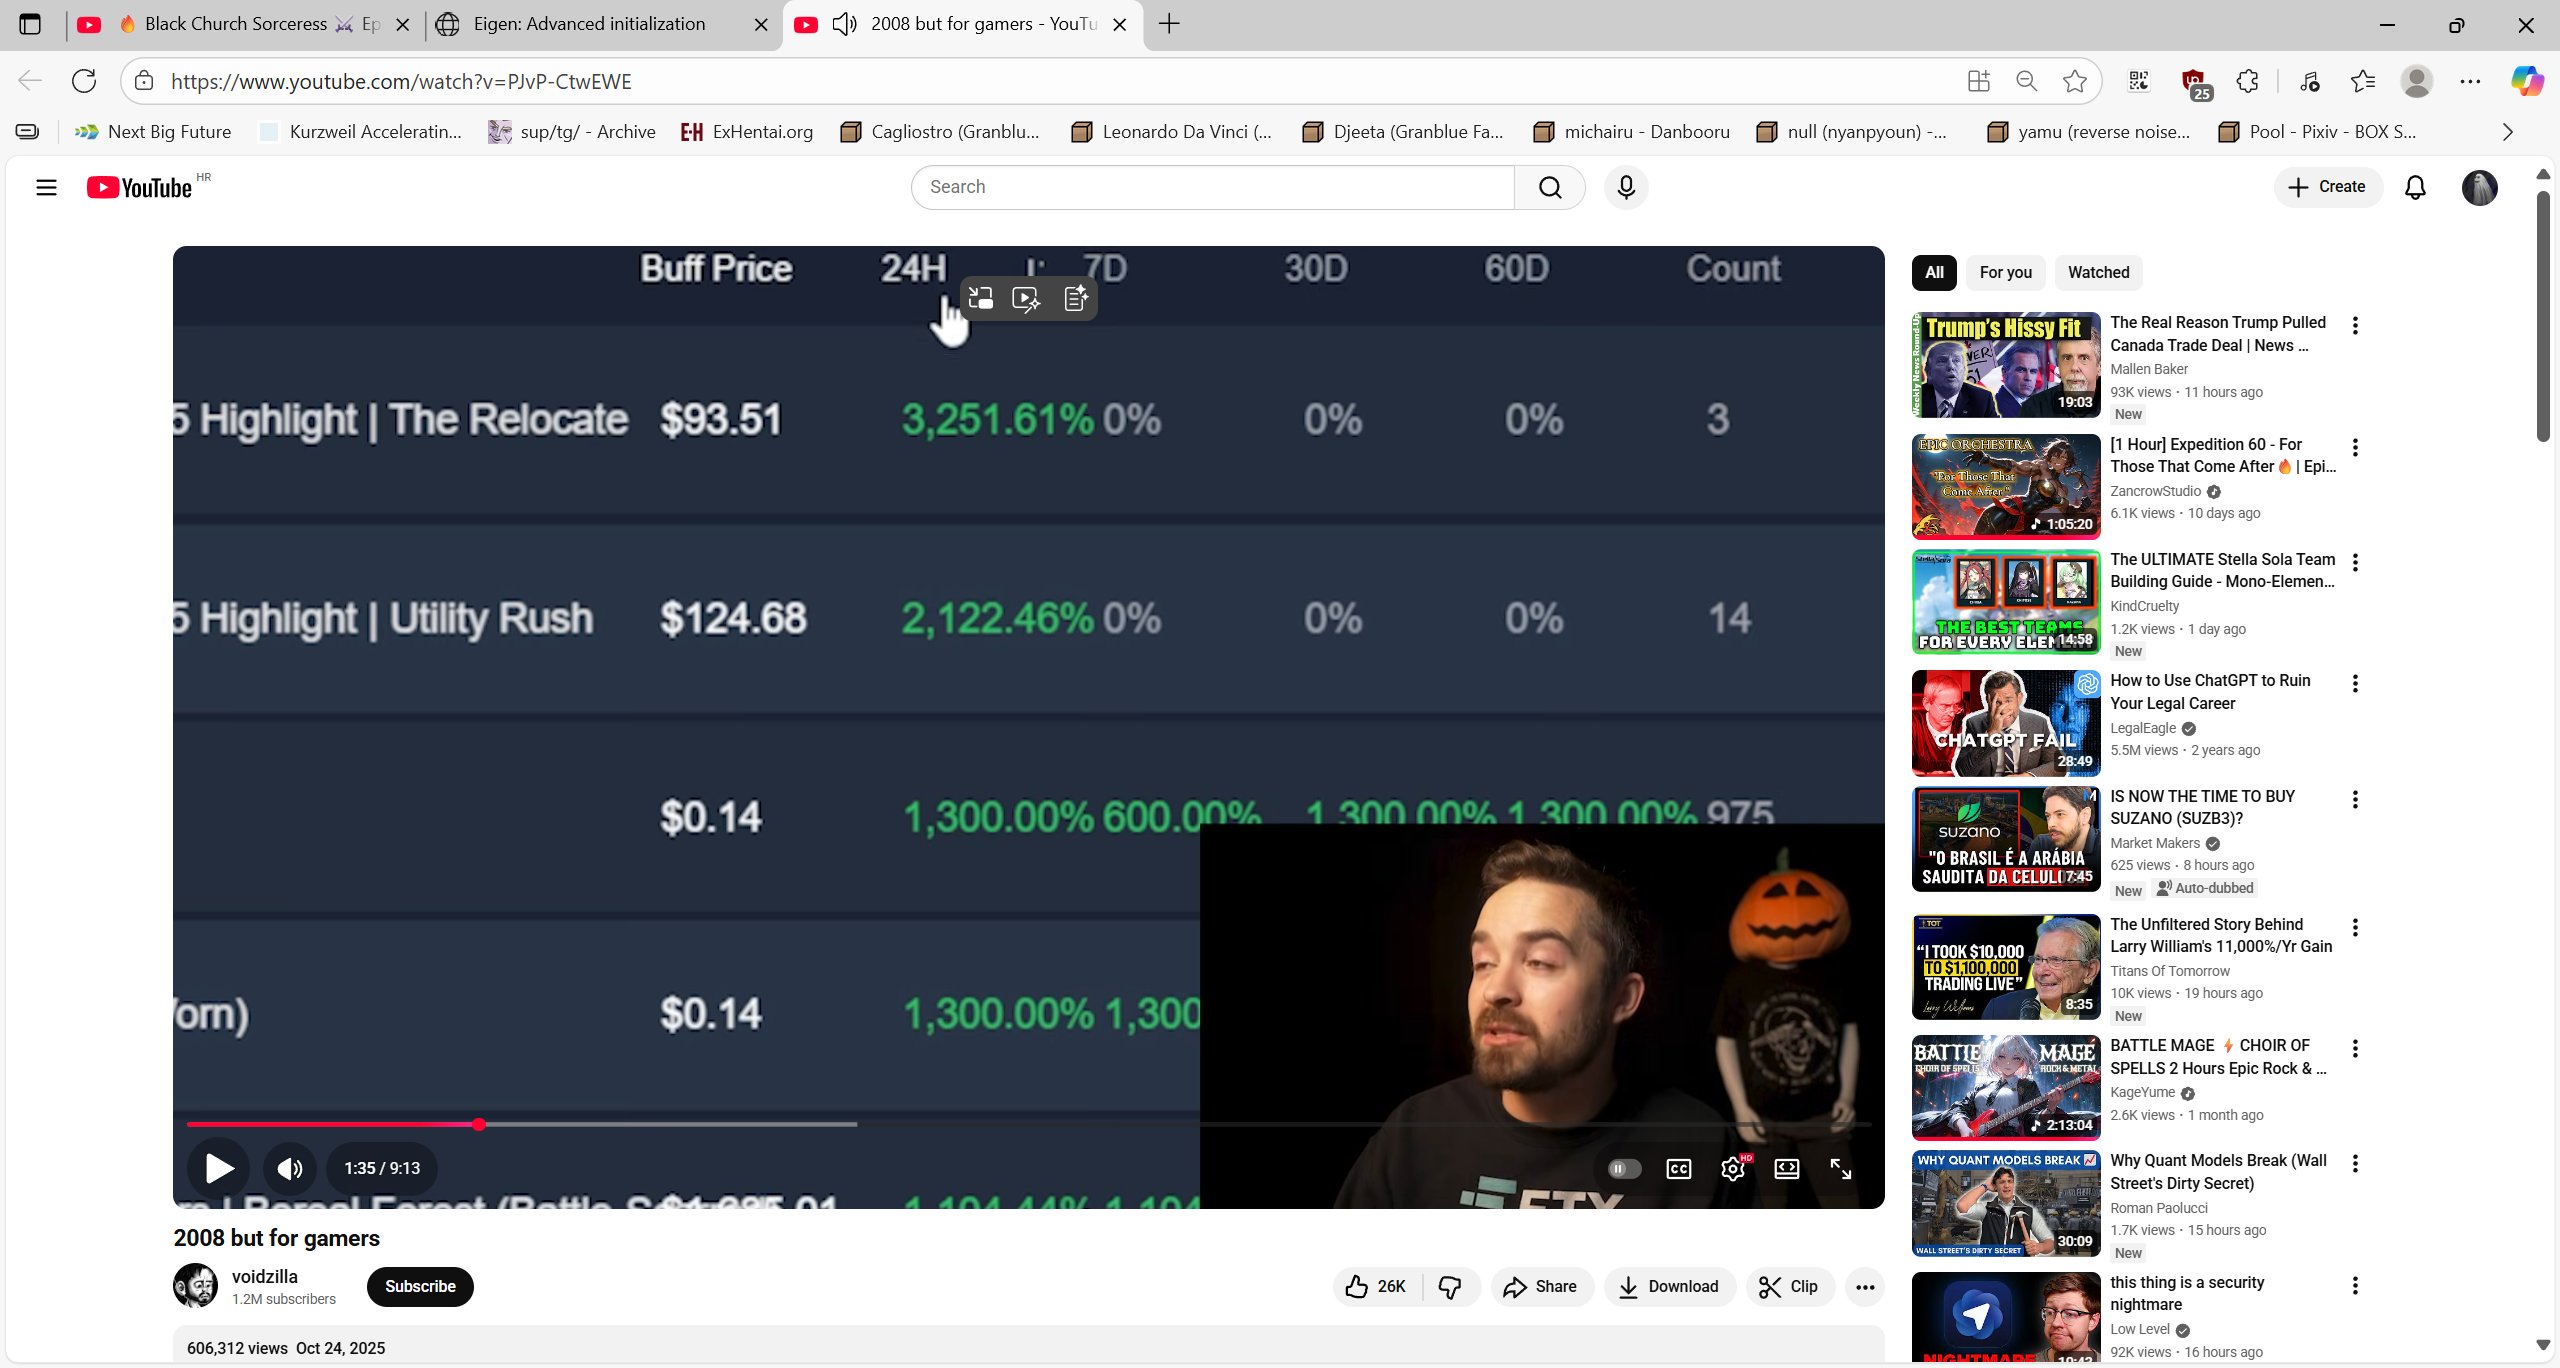 🔥 Black Church Sorceress ⚔️ Ep
Eigen: Advanced initialization
2008 but for gamers - YouTu
https://www.youtube.com/watch?v=PJvP-CtwEWE
25
Next Big Future
Kurzweil Acceleratin...
sup/tg/ - Archive
ExHentai.org
Cagliostro (Granblu...
Leonardo Da Vinci (...
Djeeta (Granblue Fa...
michairu - Danbooru
null (nyanpyoun) -...
yamu (reverse noise...
Pool - Pixiv - BOX S...
YouTube HR
Search
Create
Buff Price 24H 7D 30D 60D Count
5 Highlight | The Relocate $93.51 3,251.61% 0% 0% 0% 3
5 Highlight | Utility Rush $124.68 2,122.46% 0% 0% 0% 14
$0.14 1,300.00% 600.00% 1,300.00% 1,300.00% 975
orn) $0.14 1,300.00% 1,300
1:35 / 9:13
CC
HD
2008 but for gamers
voidzilla
1.2M subscribers
Subscribe
26K
Share
Download
Clip
606,312 views Oct 24, 2025
All
For you
Watched
Weekly News Round-Up
Trump's Hissy Fit
19:03
The Real Reason Trump Pulled
Canada Trade Deal | News ...
Mallen Baker
93K views • 11 hours ago
New
EPIC ORCHESTRA
"For Those That
Come After"
1:05:20
[1 Hour] Expedition 60 - For
Those That Come After🔥 | Epi...
ZancrowStudio
6.1K views • 10 days ago
THE BEST TEAMS
FOR EVERY ELEM
14:58
The ULTIMATE Stella Sola Team
Building Guide - Mono-Elemen...
KindCruelty
1.2K views • 1 day ago
New
CHATGPT FAIL
28:49
How to Use ChatGPT to Ruin
Your Legal Career
LegalEagle
5.5M views • 2 years ago
SUZANO
"O BRASIL É A ARÁBIA
SAUDITA DA CELUL
7:45
IS NOW THE TIME TO BUY
SUZANO (SUZB3)?
Market Makers
625 views • 8 hours ago
New
Auto-dubbed
TOT
"I TOOK $10,000
TO $1,100,000
TRADING LIVE"
Larry Williams
8:35
The Unfiltered Story Behind
Larry William's 11,000%/Yr Gain
Titans Of Tomorrow
10K views • 19 hours ago
New
BATTLE MAGE
CHOIR OF SPELLS ROCK & METAL
2:13:04
BATTLE MAGE ⚡ CHOIR OF
SPELLS 2 Hours Epic Rock & ...
KageYume
2.6K views • 1 month ago
WHY QUANT MODELS BREAK
WALL STREET'S DIRTY SECRET
30:09
Why Quant Models Break (Wall
Street's Dirty Secret)
Roman Paolucci
1.7K views • 15 hours ago
New
NIGHTMARE
this thing is a security
nightmare
Low Level
92K views • 16 hours ago